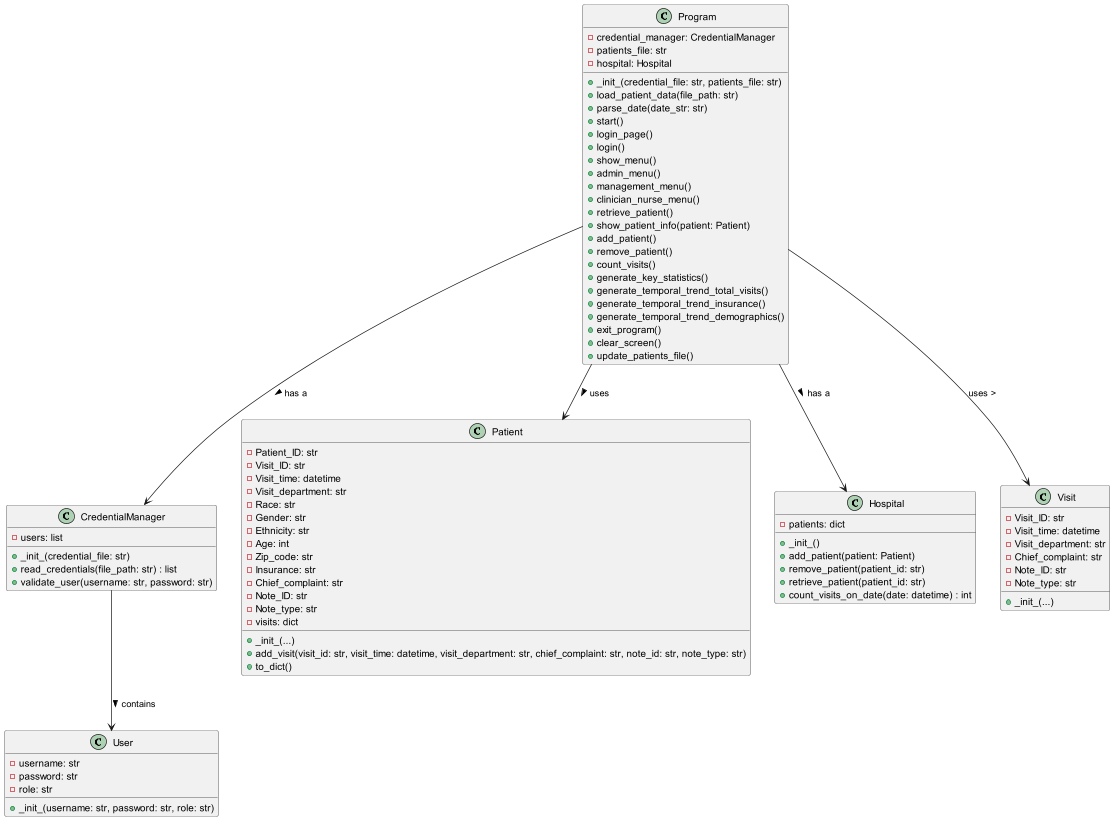 C Program
credential_manager: CredentialManager
patients_file: str
hospital: Hospital
_init_(credential_file: str, patients_file: str)
load_patient_data(file_path: str)
parse_date(date_str: str)
start()
login_page()
login()
show_menu()
admin_menu()
management_menu()
clinician_nurse_menu()
retrieve_patient()
show_patient_info(patient: Patient)
add_patient()
remove_patient()
count_visits()
generate_key_statistics()
generate_temporal_trend_total_visits()
generate_temporal_trend_insurance()
generate_temporal_trend_demographics()
exit_program()
clear_screen()
update_patients_file()
has a
uses
has a
uses >
C CredentialManager
users: list
_init_(credential_file: str)
read_credentials(file_path: str) : list
validate_user(username: str, password: str)
C Patient
Patient_ID: str
Visit_ID: str
Visit_time: datetime
Visit_department: str
Race: str
Gender: str
Ethnicity: str
Age: int
Zip_code: str
Insurance: str
Chief_complaint: str
Note_ID: str
Note_type: str
visits: dict
_init_(...)
add_visit(visit_id: str, visit_time: datetime, visit_department: str, chief_complaint: str, note_id: str, note_type: str)
to_dict()
C Hospital
patients: dict
_init_()
add_patient(patient: Patient)
remove_patient(patient_id: str)
retrieve_patient(patient_id: str)
count_visits_on_date(date: datetime) : int
C Visit
Visit_ID: str
Visit_time: datetime
Visit_department: str
Chief_complaint: str
Note_ID: str
Note_type: str
_init_(...)
contains
C User
username: str
password: str
role: str
_init_(username: str, password: str, role: str)